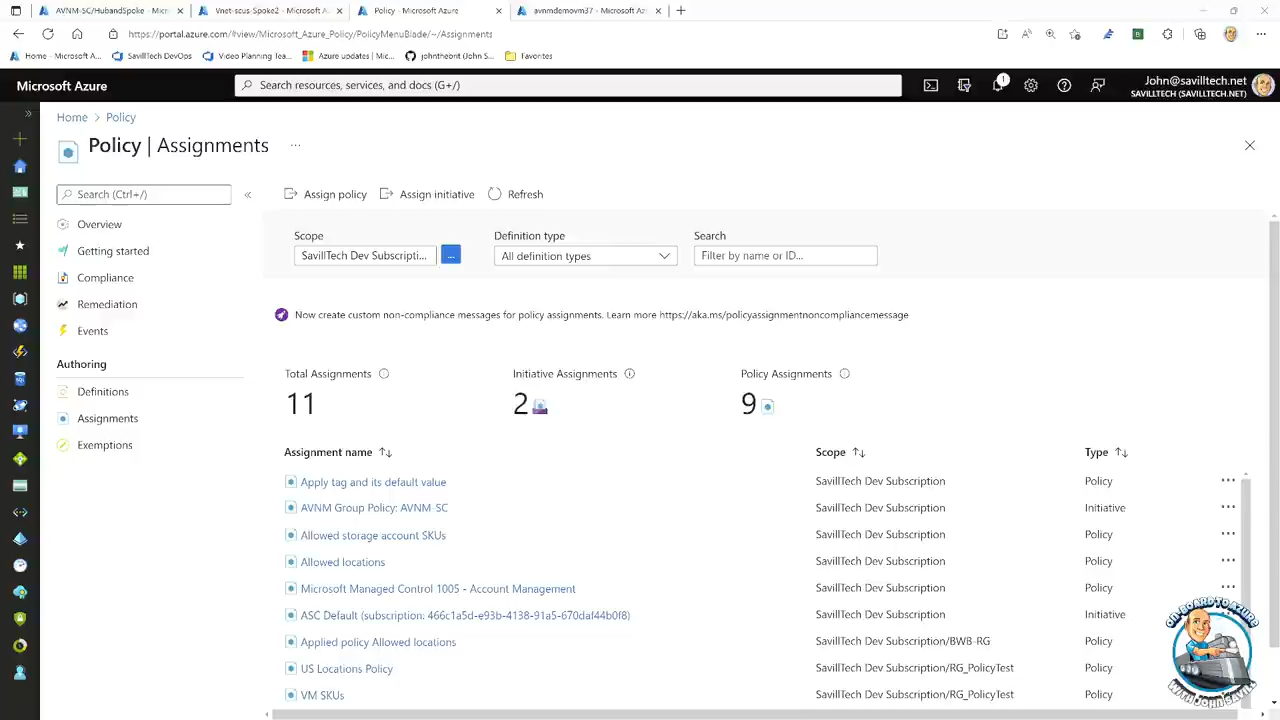 AVNM-SC/HubandSpoke - Micros
Vnet-scus-Spoke2 - Microsoft A
Policy - Microsoft Azure
avnmdemovm37 - Microsoft Az
https://portal.azure.com/#view/Microsoft_Azure_Policy/PolicyMenuBlade/~/Assignments
Home - Microsoft A...
SavillTech DevOps
Video Planning Tea...
Azure updates | Mic...
johnthebrit (John S...
Favorites
Microsoft Azure
Search resources, services, and docs (G+/)
1
John@savilltech.net
SAVILLTECH (SAVILLTECH.NET)
Home > Policy
Policy | Assignments
...
Search (Ctrl+/)
«
Assign policy
Assign initiative
Refresh
Overview
Getting started
Compliance
Remediation
Events
Authoring
Definitions
Assignments
Exemptions
Scope
Definition type
Search
SavillTech Dev Subscripti...
...
All definition types
Filter by name or ID...
Now create custom non-compliance messages for policy assignments. Learn more https://aka.ms/policyassignmentnoncompliancemessage
Total Assignments
Initiative Assignments
Policy Assignments
11
2
9
Assignment name
Scope
Type
Apply tag and its default value SavillTech Dev Subscription Policy
AVNM Group Policy: AVNM-SC SavillTech Dev Subscription Initiative
Allowed storage account SKUs SavillTech Dev Subscription Policy
Allowed locations SavillTech Dev Subscription Policy
Microsoft Managed Control 1005 - Account Management SavillTech Dev Subscription Policy
ASC Default (subscription: 466c1a5d-e93b-4138-91a5-670daf44b0f8) SavillTech Dev Subscription Initiative
Applied policy Allowed locations SavillTech Dev Subscription/BWB-RG Policy
US Locations Policy SavillTech Dev Subscription/RG_PolicyTest Policy
VM SKUs SavillTech Dev Subscription/RG_PolicyTest Policy
ON-BOARD TO AZURE
WITH JOHN SAVILL